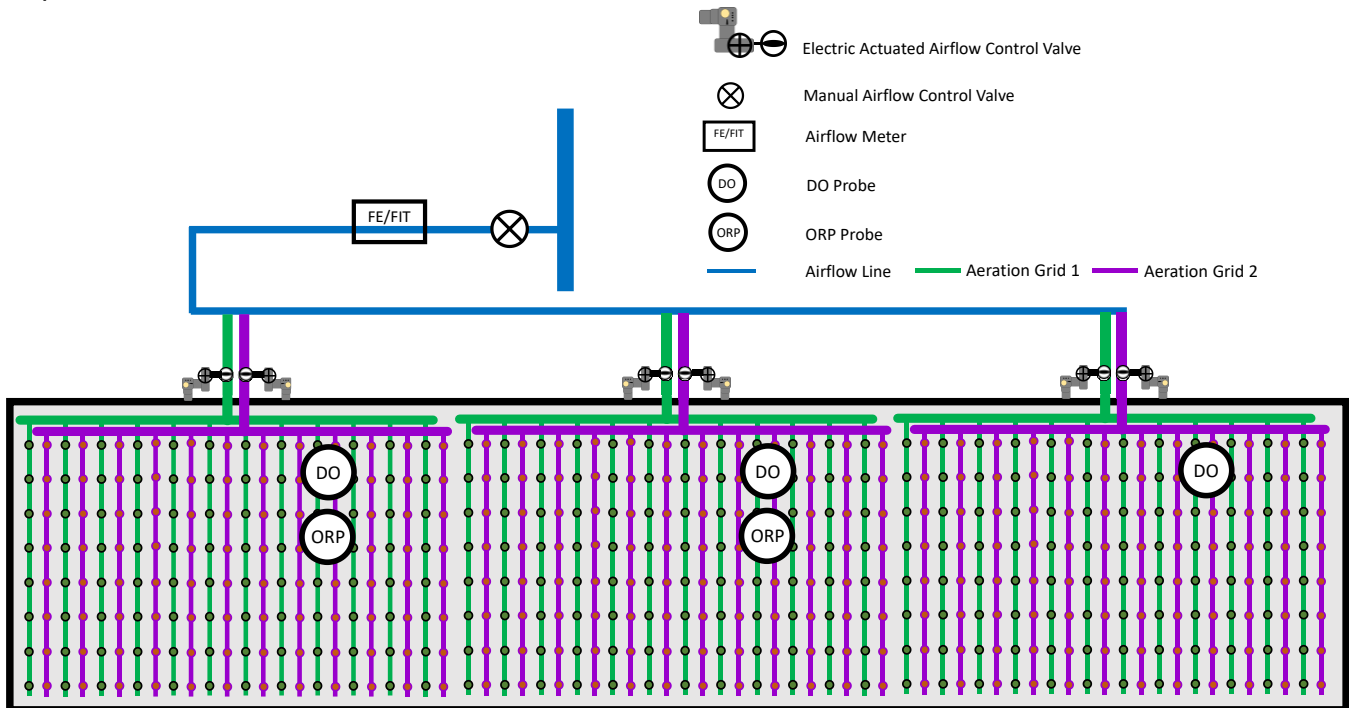 Electric Actuated Airflow Control Valve
Manual Airflow Control Valve
FE/FIT
Airflow Meter
DO
DO Probe
ORP
ORP Probe
Airflow Line
Aeration Grid 1
Aeration Grid 2
FE/FIT
DO
DO
DO
ORP
ORP